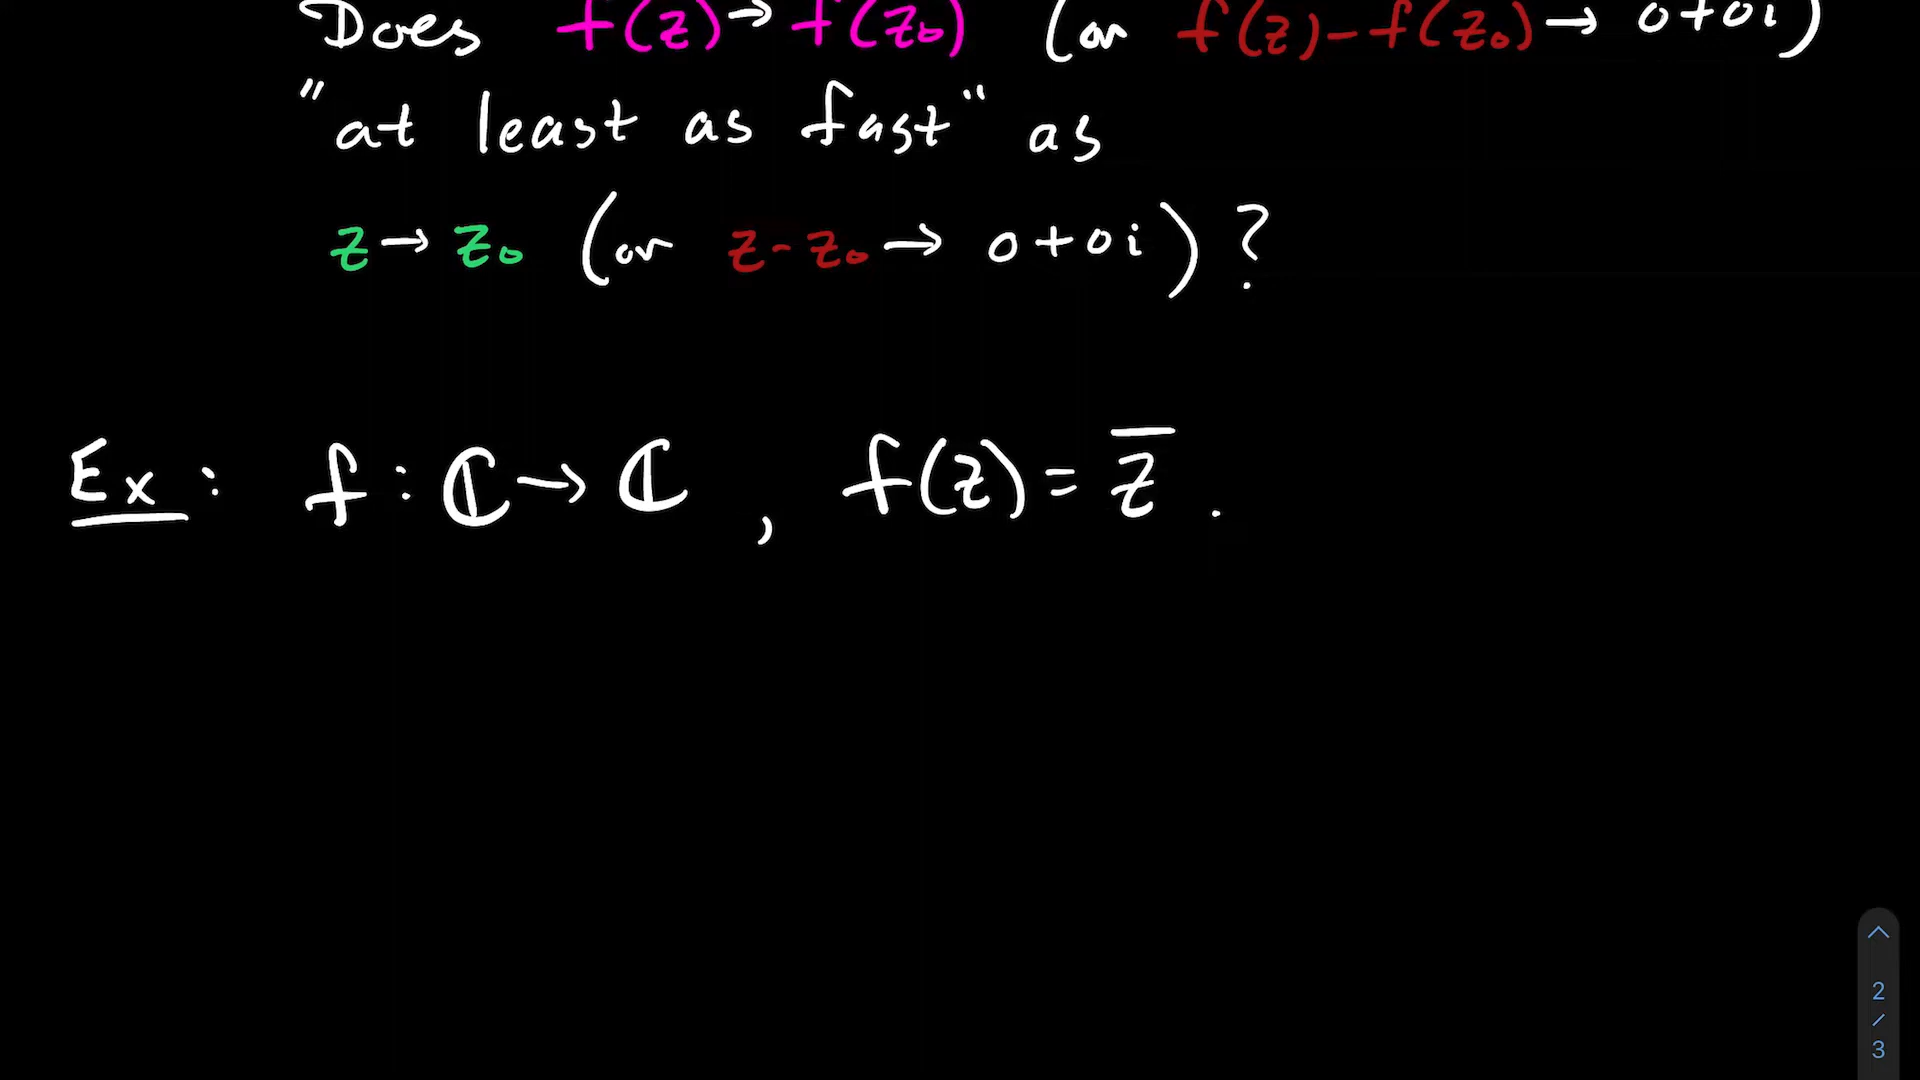 Does f(z)→f(z₀) (or f(z)-f(z₀)→ 0+0i)
"at least as fast" as
z→z₀ (or z-z₀→ 0+0i)?
Ex: f:ℂ→ℂ, f(z)=z̅.
2
/
3